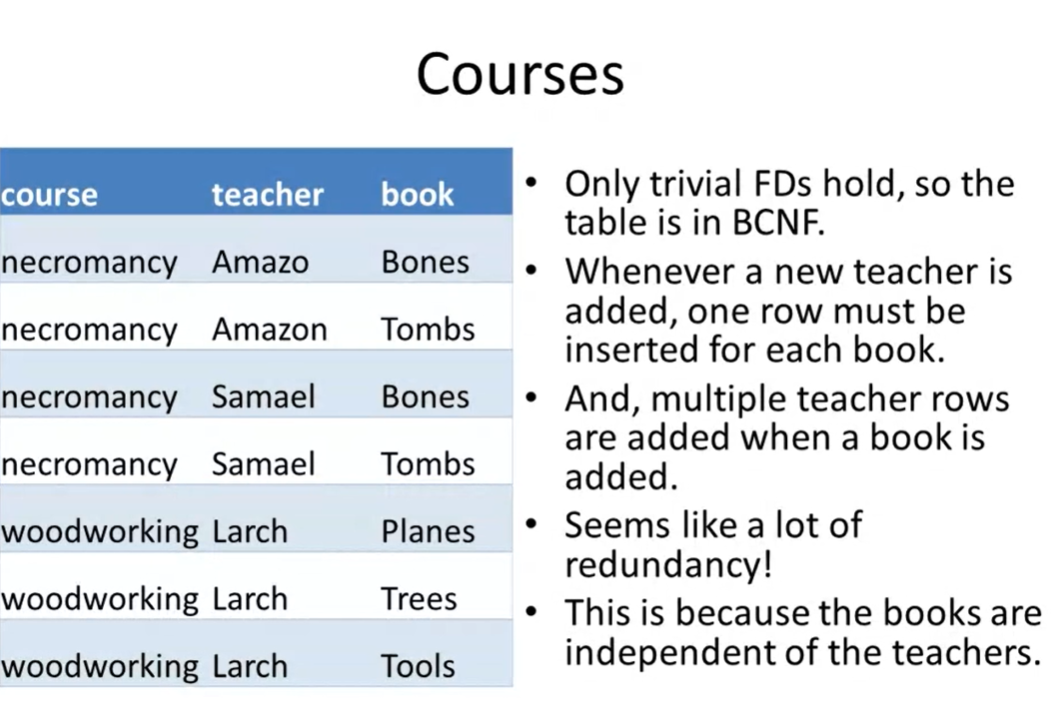 Courses
course teacher book
necromancy Amazo Bones
necromancy Amazon Tombs
necromancy Samael Bones
necromancy Samael Tombs
woodworking Larch Planes
woodworking Larch Trees
woodworking Larch Tools
• Only trivial FDs hold, so the
table is in BCNF.
• Whenever a new teacher is
added, one row must be
inserted for each book.
• And, multiple teacher rows
are added when a book is
added.
• Seems like a lot of
redundancy!
• This is because the books are
independent of the teachers.